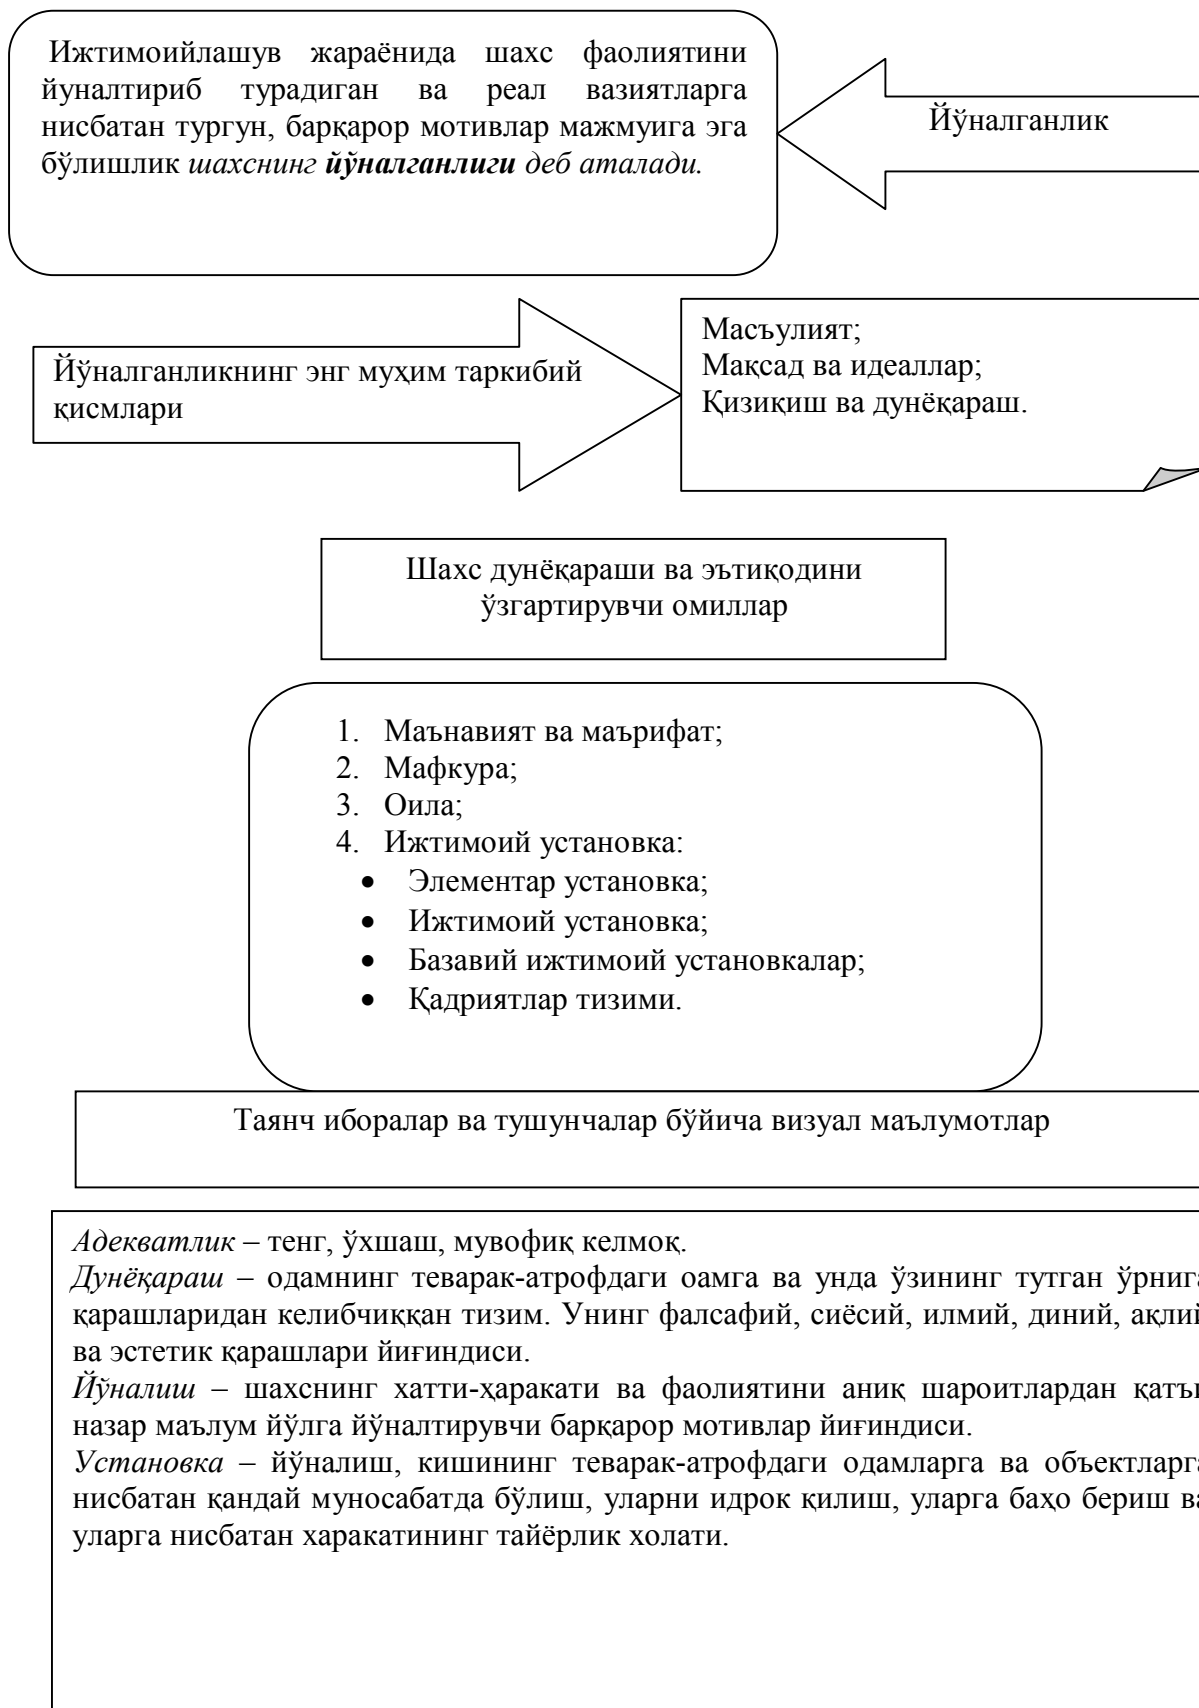 Ижтимоийлашув жараёнида шахс фаолиятини
йуналтириб турадиган ва реал вазиятларга
нисбатан тургун, барқарор мотивлар мажмуига эга
бўлишлик шахснинг йўналганлиги деб аталади.
Йўналганлик
Йўналганликнинг энг муҳим таркибий
қисмлари
Масъулият;
Мақсад ва идеаллар;
Қизиқиш ва дунёқараш.
Шахс дунёқараши ва эътиқодини
ўзгартирувчи омиллар
1. Маънавият ва маърифат;
2. Мафкура;
3. Оила;
4. Ижтимоий установка:
• Элементар установка;
• Ижтимоий установка;
• Базавий ижтимоий установкалар;
• Қадриятлар тизими.
Таянч иборалар ва тушунчалар бўйича визуал маълумотлар
Адекватлик – тенг, ўхшаш, мувофиқ келмоқ.
Дунёқараш – одамнинг теварак-атрофдаги оамга ва унда ўзининг тутган ўрнига
қарашларидан келибчиққан тизим. Унинг фалсафий, сиёсий, илмий, диний, ақлий
ва эстетик қарашлари йиғиндиси.
Йўналиш – шахснинг хатти-ҳаракати ва фаолиятини аниқ шароитлардан қатъи
назар маълум йўлга йўналтирувчи барқарор мотивлар йиғиндиси.
Установка – йўналиш, кишининг теварак-атрофдаги одамларга ва объектларга
нисбатан қандай муносабатда бўлиш, уларни идрок қилиш, уларга баҳо бериш ва
уларга нисбатан харакатининг тайёрлик холати.